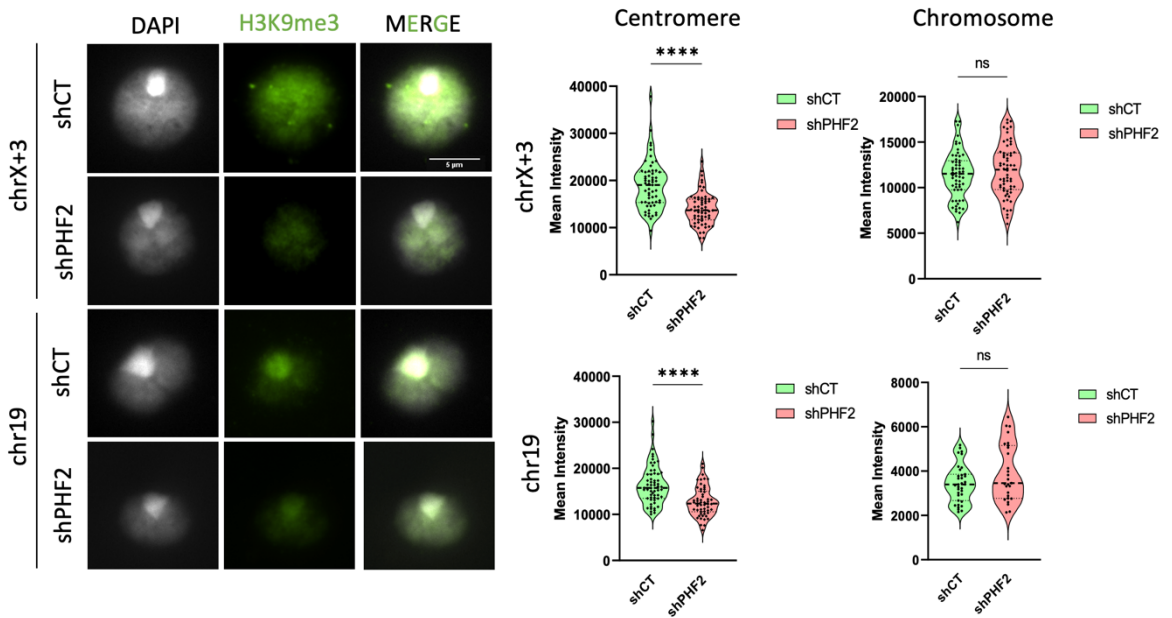 DAPI
H3K9me3
MERGE
chrX+3
shCT
shPHF2
5 µm
chr19
shCT
shPHF2
Centromere
Chromosome
chrX+3
****
Mean Intensity
40000
30000
20000
10000
0
shCT
shPHF2
shCT
shPHF2
ns
Mean Intensity
20000
15000
10000
5000
0
shCT
shPHF2
shCT
shPHF2
chr19
****
Mean Intensity
40000
30000
20000
10000
0
shCT
shPHF2
shCT
shPHF2
ns
Mean Intensity
8000
6000
4000
2000
0
shCT
shPHF2
shCT
shPHF2